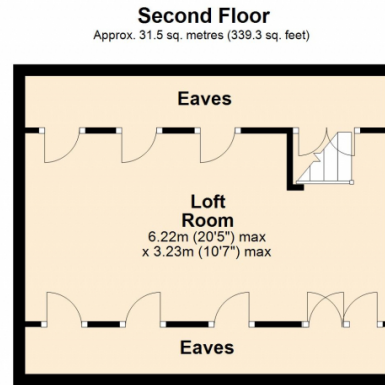 Second Floor
Approx. 31.5 sq. metres (339.3 sq. feet)
Eaves
Loft
Room
6.22m (20'5") max
x 3.23m (10'7") max
Eaves